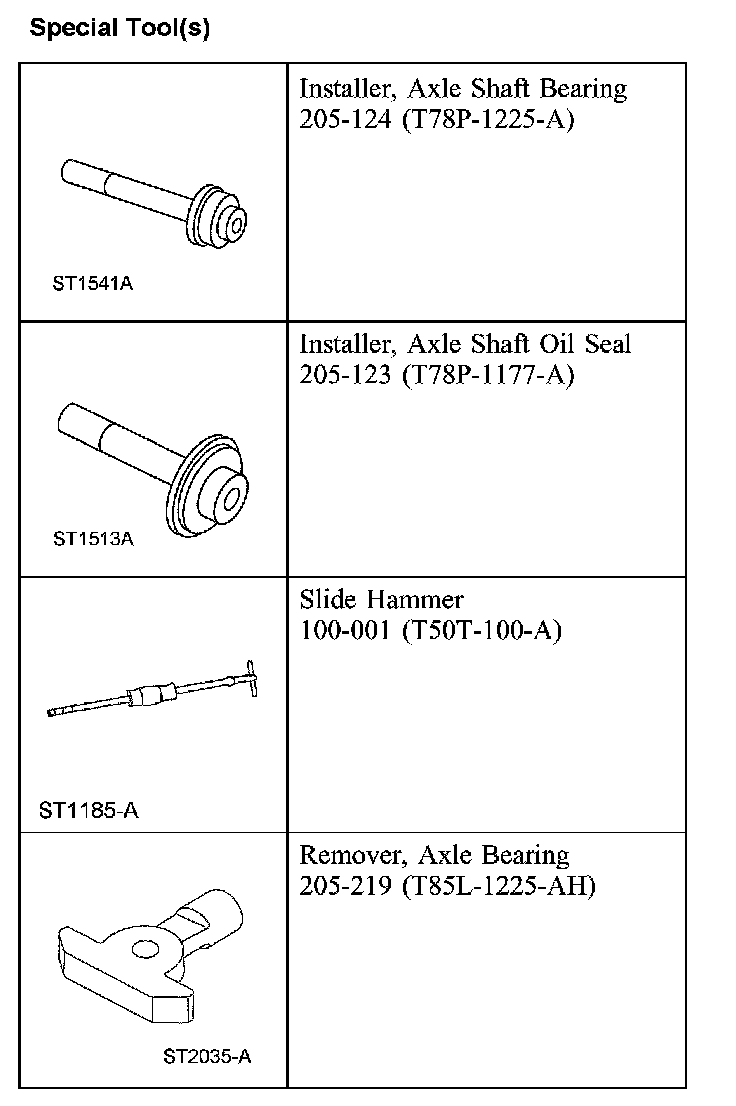 Special Tool(s)
Installer, Axle Shaft Bearing
205-124 (T78P-1225-A)
ST1541A
Installer, Axle Shaft Oil Seal
205-123 (T78P-1177-A)
ST1513A
Slide Hammer
100-001 (T50T-100-A)
ST1185-A
Remover, Axle Bearing
205-219 (T85L-1225-AH)
ST2035-A